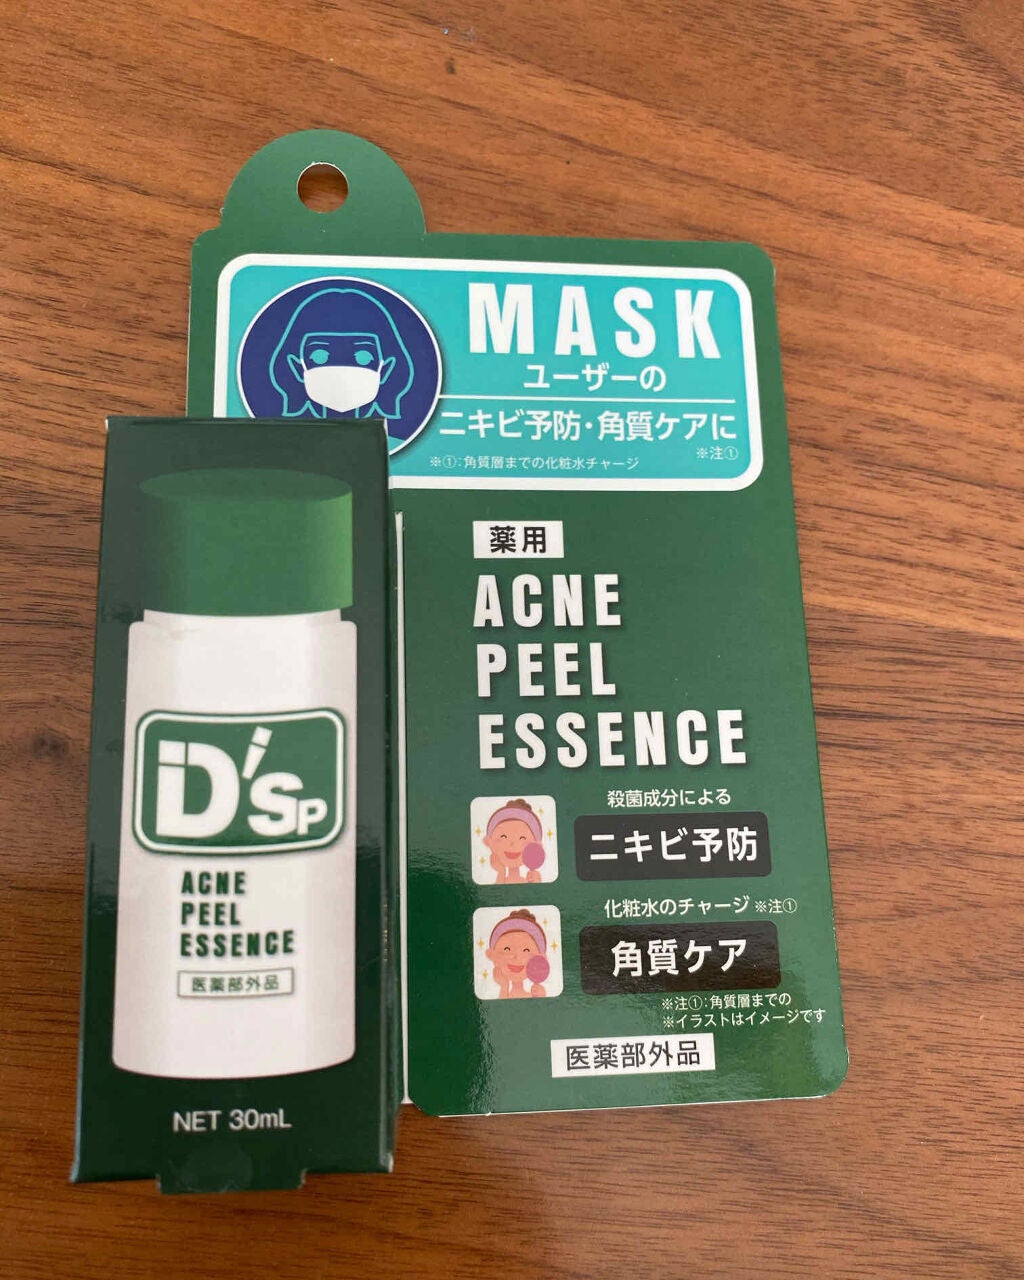 MASK
ユーザーの
ニキビ予防・角質ケアに
※注①
※①:角質層までの化粧水チャージ
薬用
ACNE
PEEL
ESSENCE
殺菌成分による
ニキビ予防
化粧水のチャージ ※注①
角質ケア
※注①:角質層までの
※イラストはイメージです
医薬部外品
D'sp
ACNE
PEEL
ESSENCE
医薬部外品
NET 30mL